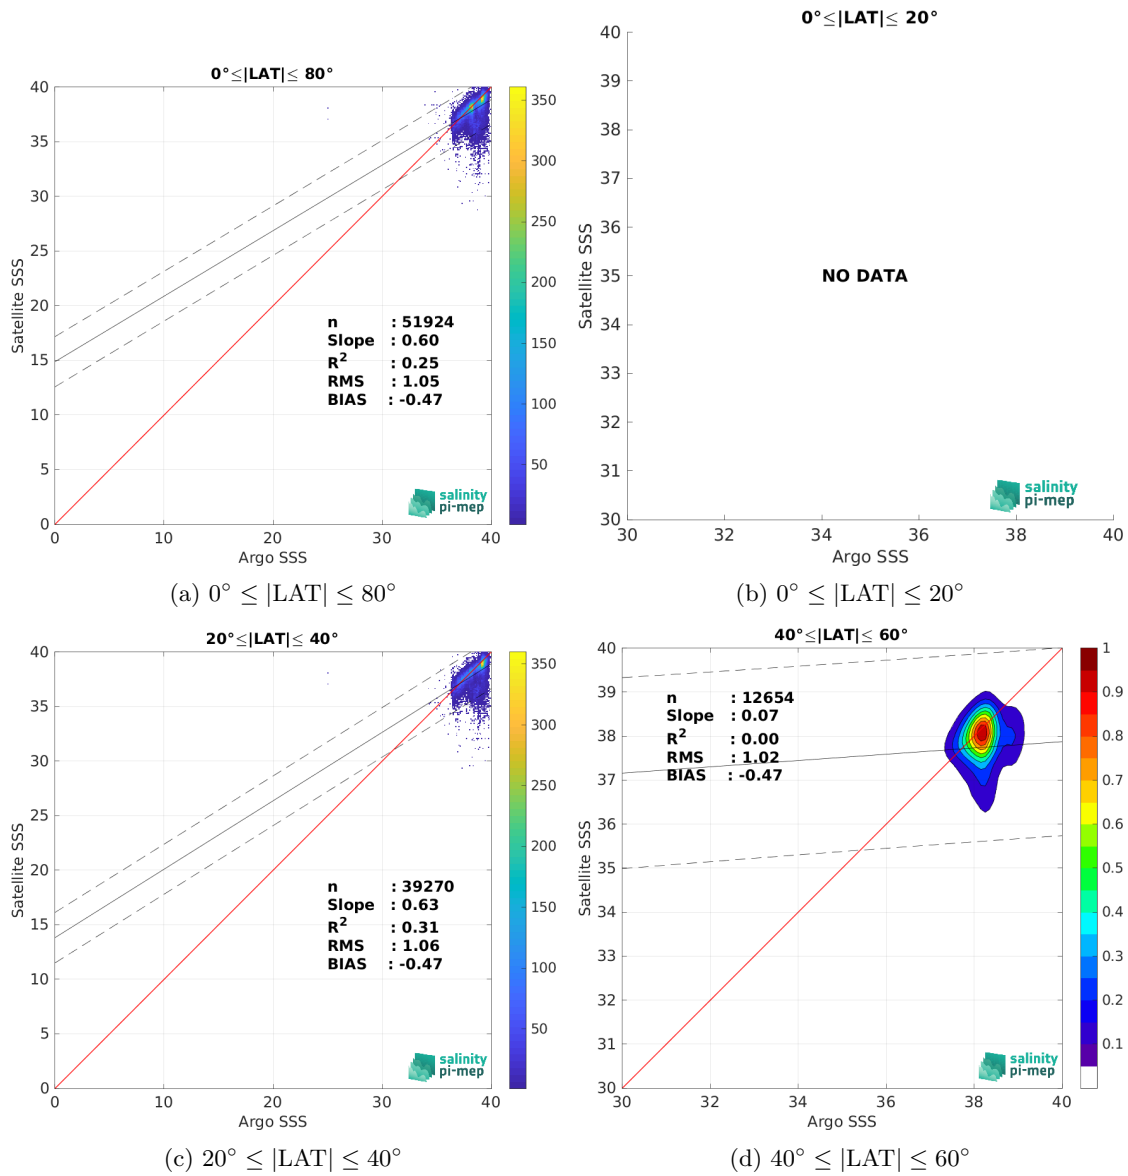 0°≤|LAT|≤ 80°
40
35
30
25
20
15
10
5
0
Satellite SSS
0
10
20
30
40
Argo SSS
350
300
250
200
150
100
50
n : 51924
Slope : 0.60
R² : 0.25
RMS : 1.05
BIAS : -0.47
salinity
pi-mep
(a) 0° ≤ |LAT| ≤ 80°
0°≤|LAT|≤ 20°
40
39
38
37
36
35
34
33
32
31
30
Satellite SSS
30
32
34
36
38
40
Argo SSS
NO DATA
salinity
pi-mep
(b) 0° ≤ |LAT| ≤ 20°
20°≤|LAT|≤ 40°
40
35
30
25
20
15
10
5
0
Satellite SSS
0
10
20
30
40
Argo SSS
350
300
250
200
150
100
50
n : 39270
Slope : 0.63
R² : 0.31
RMS : 1.06
BIAS : -0.47
salinity
pi-mep
(c) 20° ≤ |LAT| ≤ 40°
40°≤|LAT|≤ 60°
40
39
38
37
36
35
34
33
32
31
30
Satellite SSS
30
32
34
36
38
40
Argo SSS
1
0.9
0.8
0.7
0.6
0.5
0.4
0.3
0.2
0.1
n : 12654
Slope : 0.07
R² : 0.00
RMS : 1.02
BIAS : -0.47
salinity
pi-mep
(d) 40° ≤ |LAT| ≤ 60°